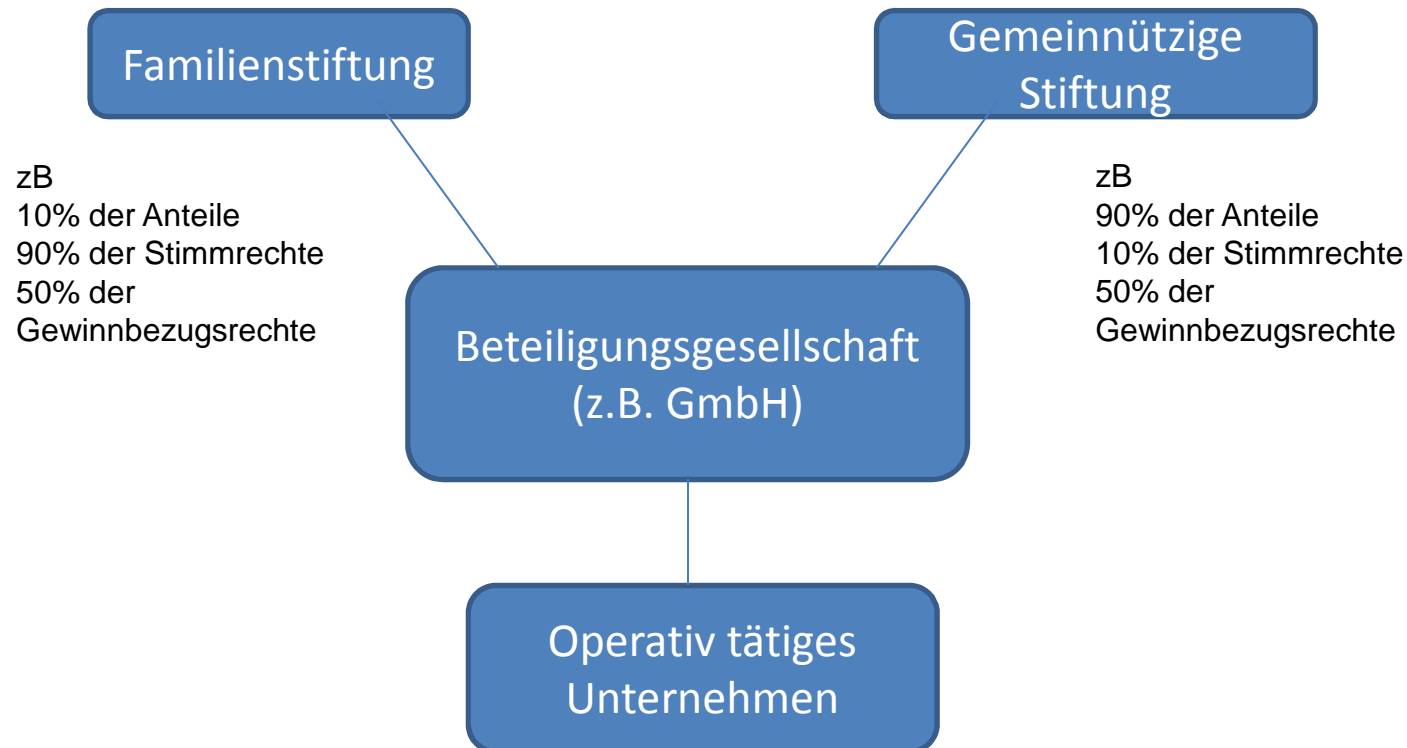 Familienstiftung
Gemeinnützige
Stiftung
zB
10% der Anteile
90% der Stimmrechte
50% der
Gewinnbezugsrechte
zB
90% der Anteile
10% der Stimmrechte
50% der
Gewinnbezugsrechte
Beteiligungsgesellschaft
(z.B. GmbH)
Operativ tätiges
Unternehmen